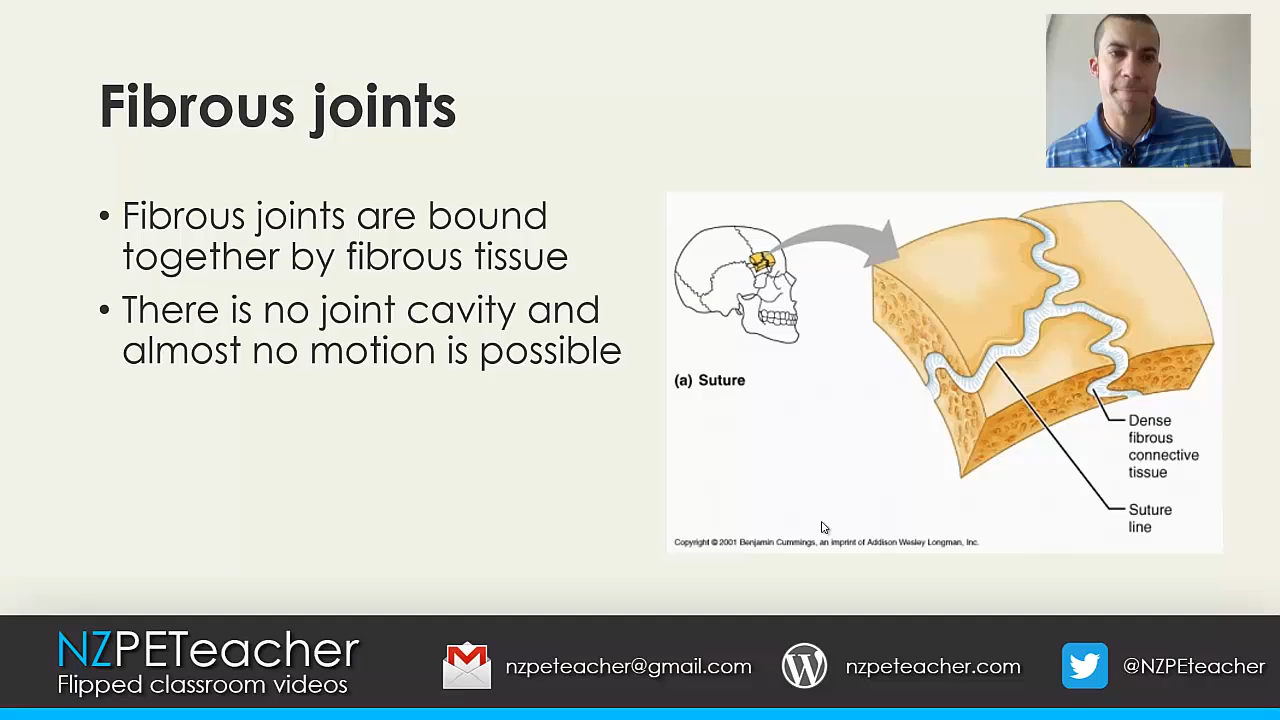 Fibrous joints
• Fibrous joints are bound
together by fibrous tissue
• There is no joint cavity and
almost no motion is possible
(a) Suture
Dense
fibrous
connective
tissue
Suture
line
Copyright © 2001 Benjamin Cummings, an imprint of Addison Wesley Longman, Inc.
NZPETeacher
Flipped classroom videos
nzpeteacher@gmail.com
nzpeteacher.com
@NZPEteacher